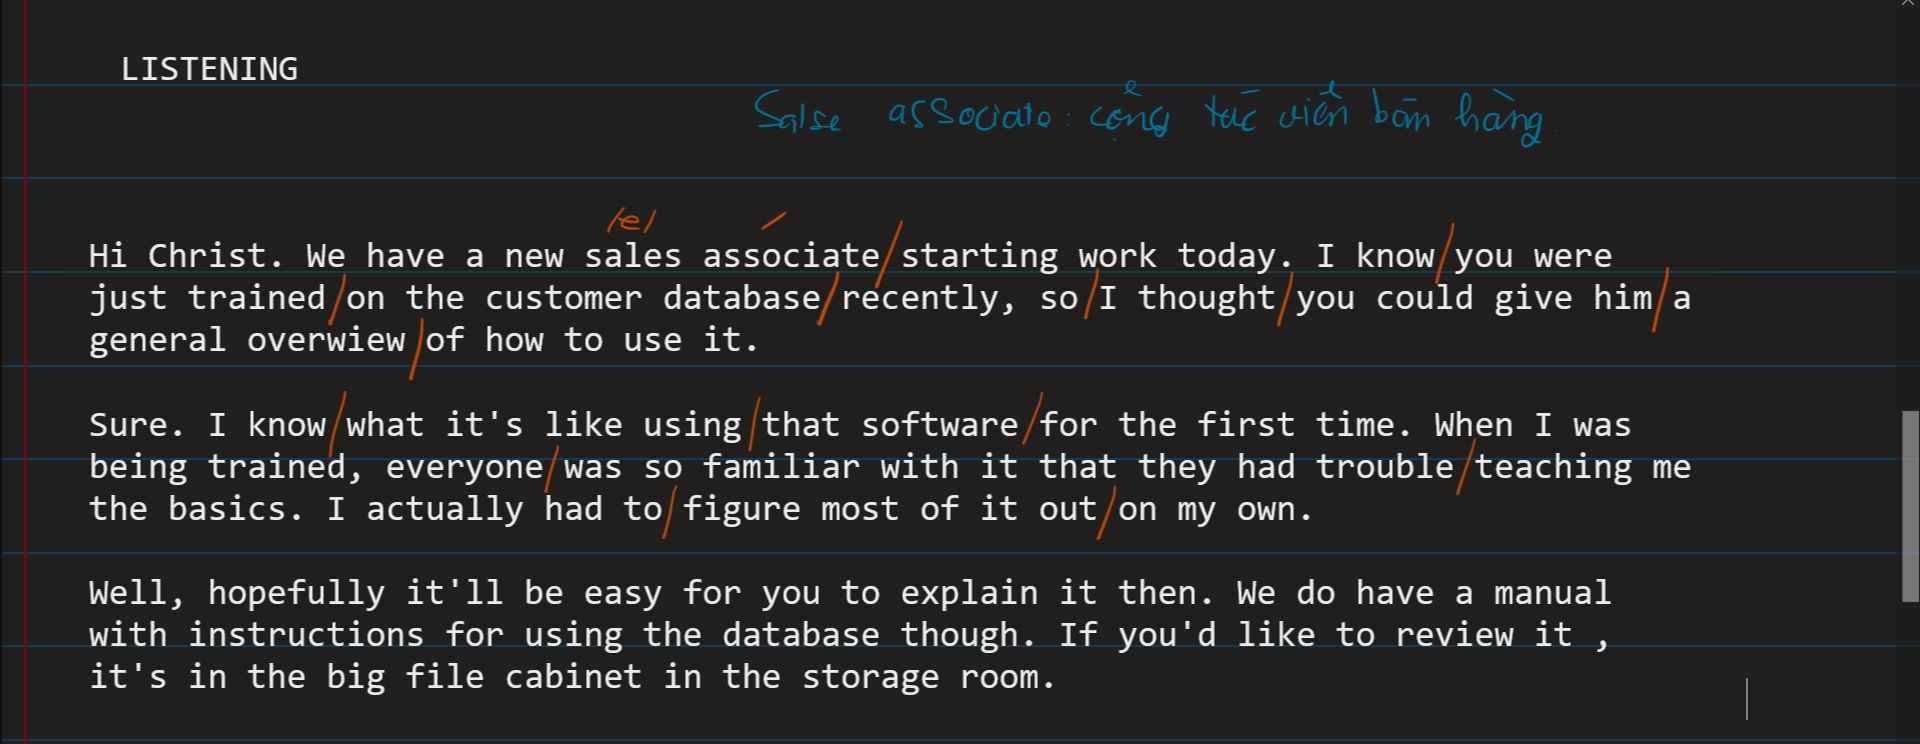 LISTENING
Salse associate: cộng tác viên bán hàng.
/e/
Hi Christ. We have a new sales associate/starting work today. I know/you were
just trained/on the customer database/recently, so/I thought/you could give him/a
general overwiew/of how to use it.
Sure. I know/what it's like using/that software/for the first time. When I was
being trained, everyone/was so familiar with it that they had trouble/teaching me
the basics. I actually had to/figure most of it out/on my own.
Well, hopefully it'll be easy for you to explain it then. We do have a manual
with instructions for using the database though. If you'd like to review it ,
it's in the big file cabinet in the storage room.